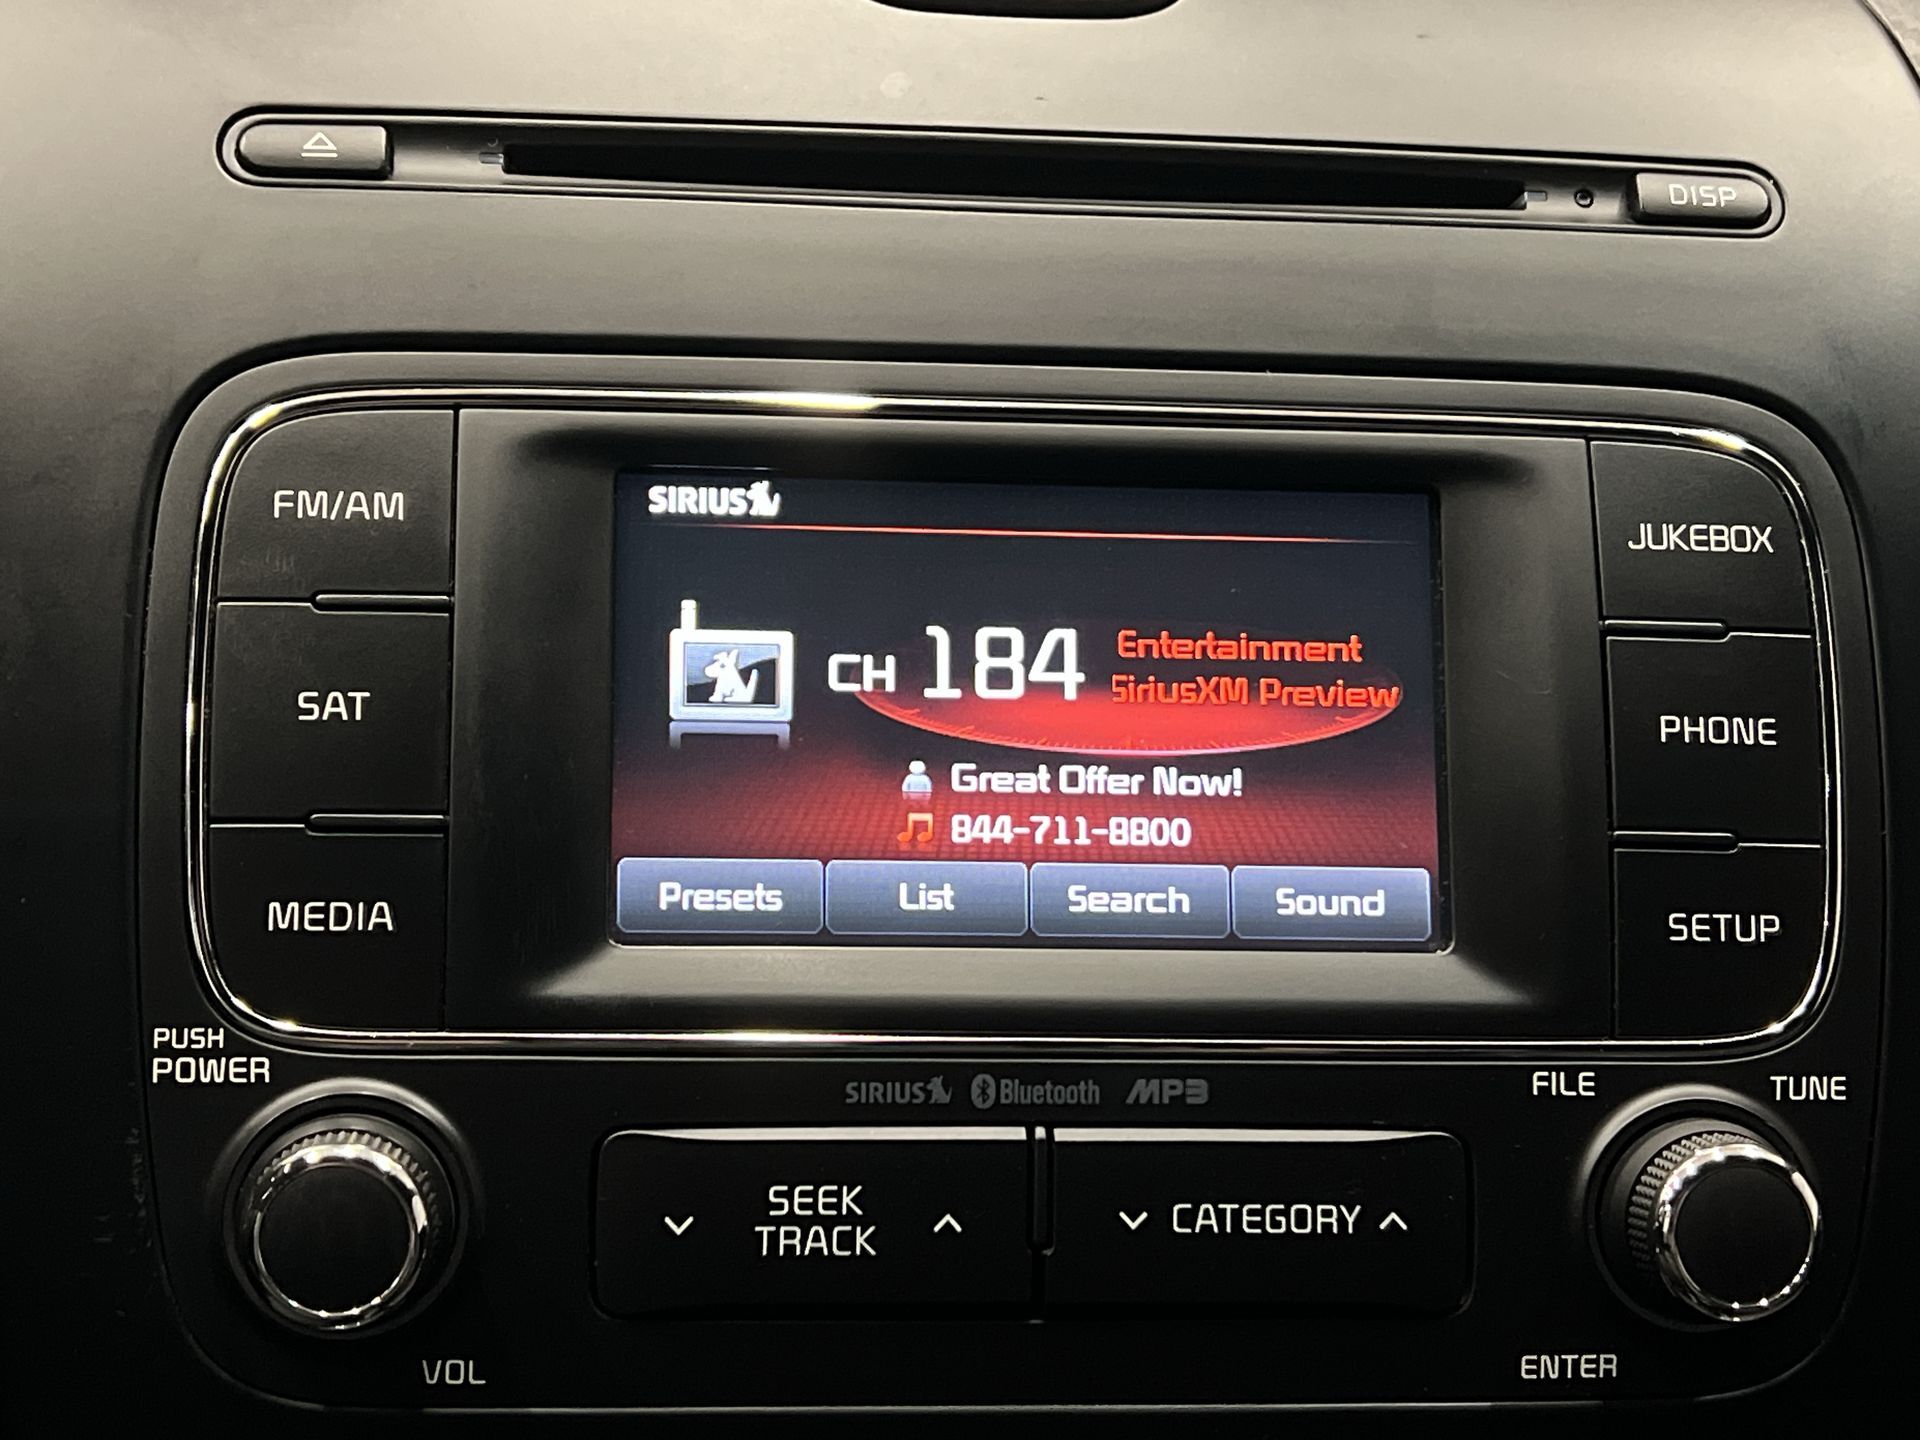 DISP
FM/AM
SAT
MEDIA
SIRIUS
CH 184
Entertainment
SiriusXM Preview
Great Offer Now!
844-711-8800
Presets List Search Sound
JUKEBOX
PHONE
SETUP
PUSH
POWER
VOL
SIRIUS Bluetooth MP3
SEEK
TRACK
CATEGORY
FILE
TUNE
ENTER